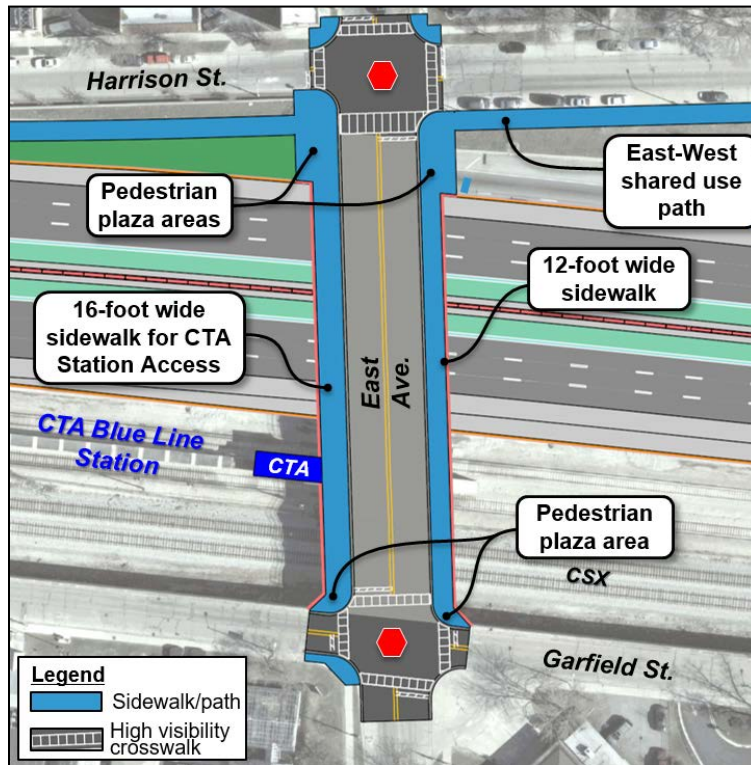 Harrison St.
Pedestrian
plaza areas
East-West
shared use
path
12-foot wide
sidewalk
16-foot wide
sidewalk for CTA
Station Access
East
Ave.
CTA Blue Line
Station
CTA
Pedestrian
plaza area
CSX
Garfield St.
Legend
Sidewalk/path
High visibility
crosswalk